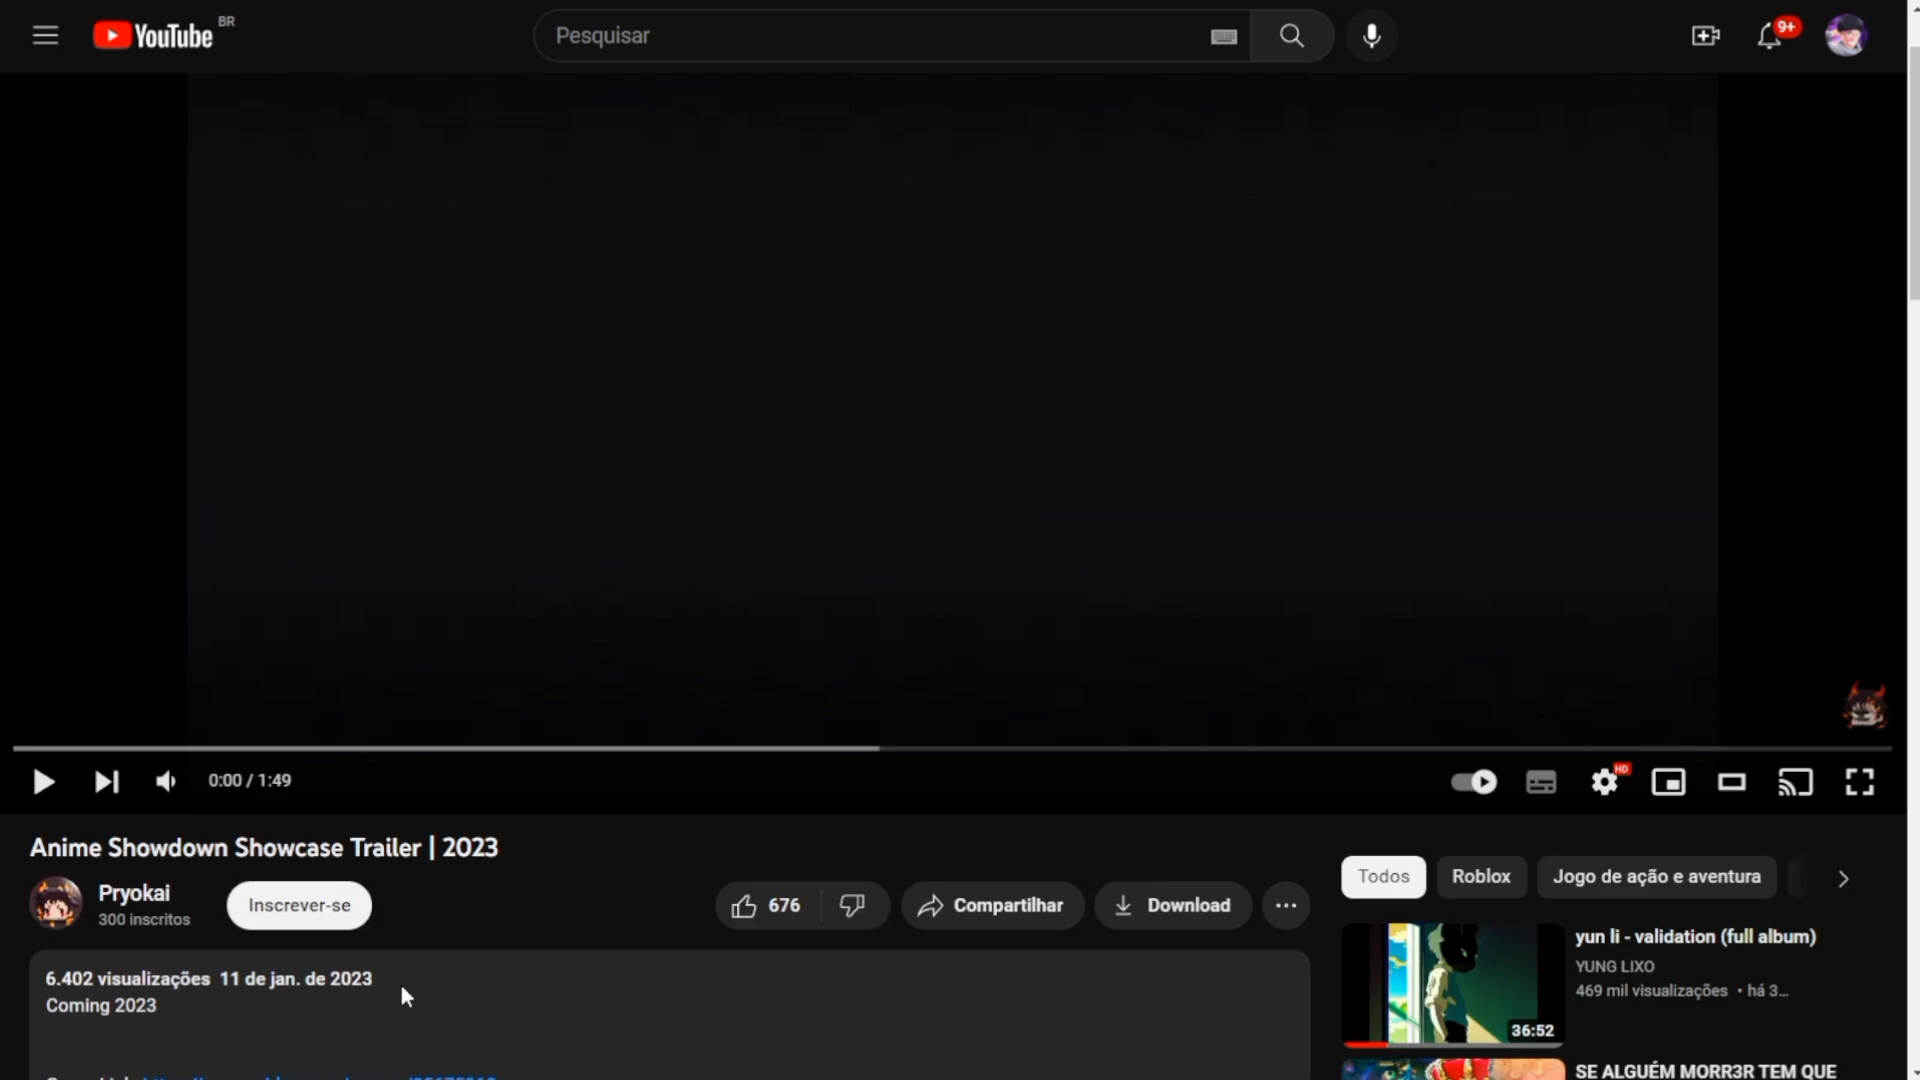 YouTube BR
Pesquisar
9+
0:00 / 1:49
HD
Anime Showdown Showcase Trailer | 2023
Pryokai
300 inscritos
Inscrever-se
676
Compartilhar
Download
6.402 visualizações 11 de jan. de 2023
Coming 2023
Todos
Roblox
Jogo de ação e aventura
yun li - validation (full album)
YUNG LIXO
469 mil visualizações • há 3...
36:52
SE ALGUÉM MORR3R TEM QUE